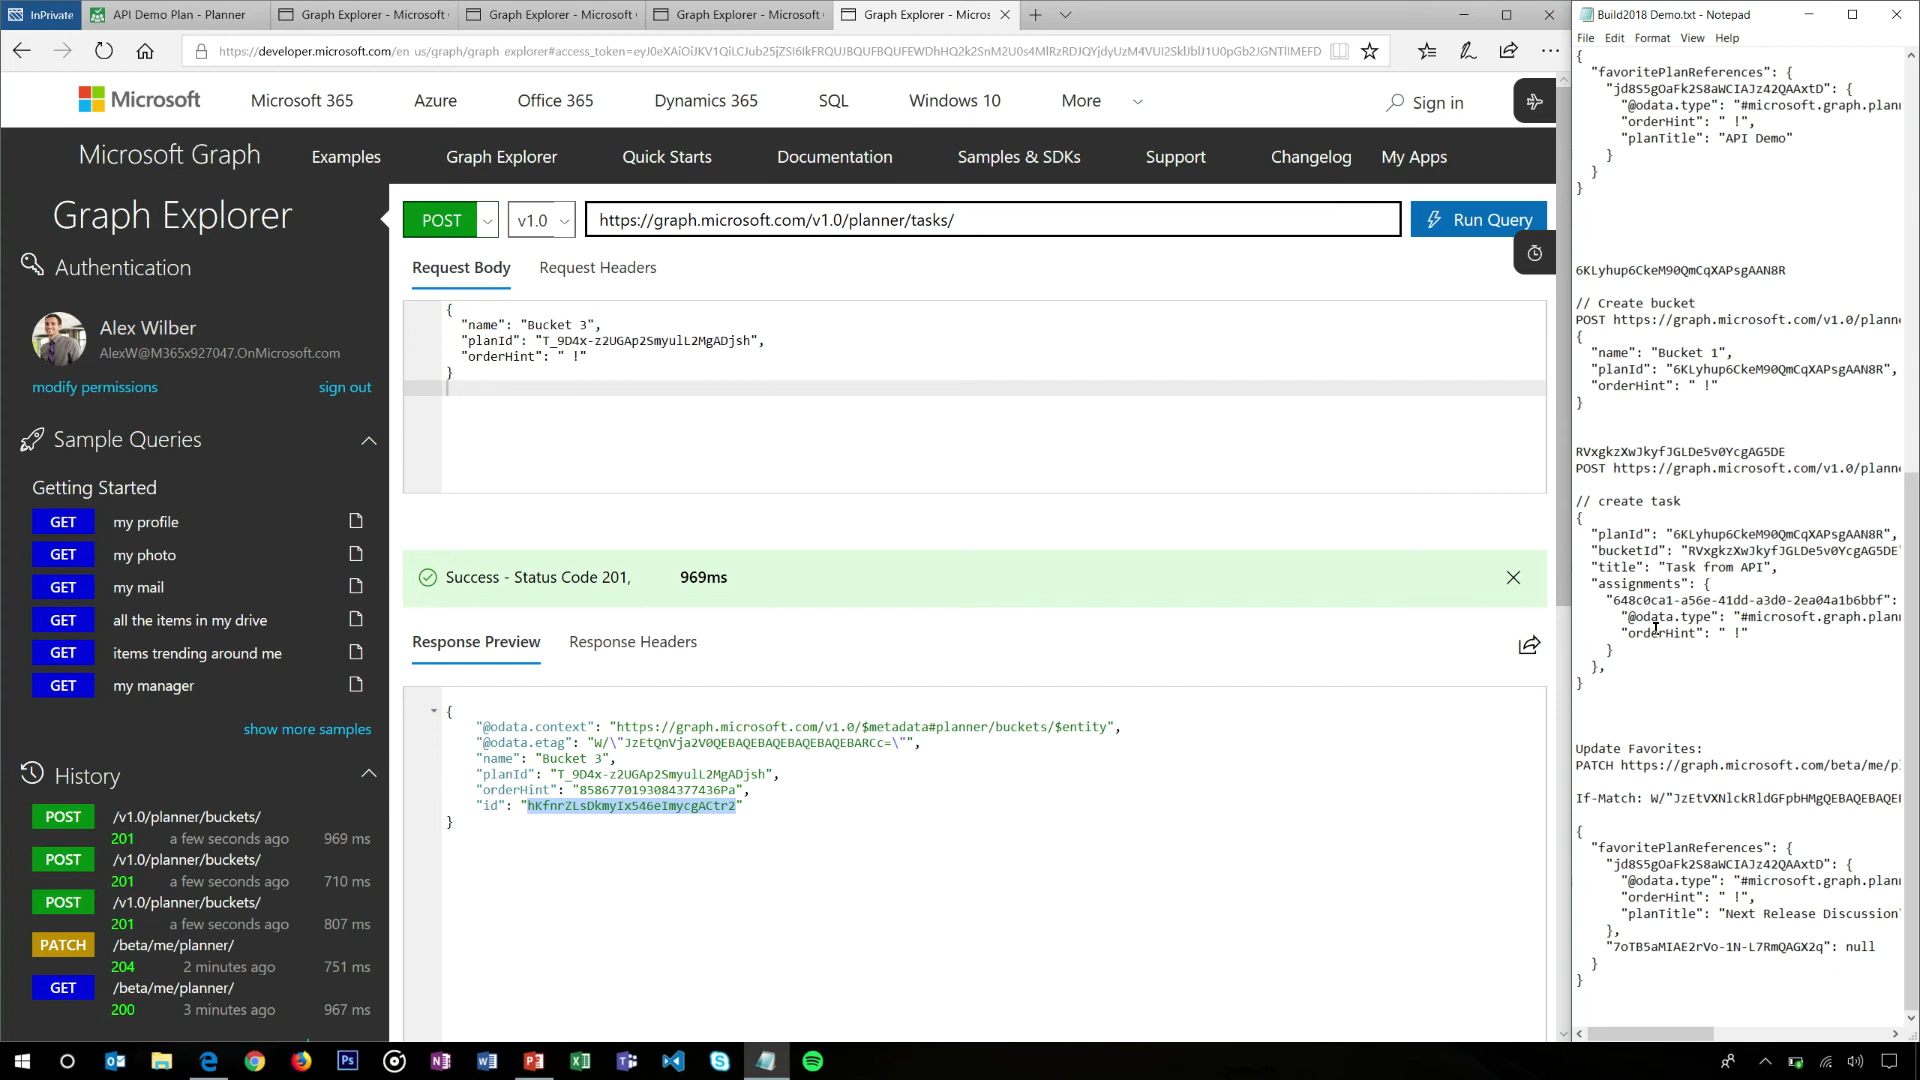 InPrivate
API Demo Plan - Planner
Graph Explorer - Microsoft
Graph Explorer - Microsoft
Graph Explorer - Microsoft
Graph Explorer - Micros
Build2018 Demo.txt - Notepad
File Edit Format View Help
Microsoft
Microsoft 365
Azure
Office 365
Dynamics 365
SQL
Windows 10
More
Sign in
Microsoft Graph
Examples
Graph Explorer
Quick Starts
Documentation
Samples & SDKs
Support
Changelog
My Apps
Graph Explorer
Authentication
Alex Wilber
AlexW@M365x927047.OnMicrosoft.com
modify permissions
sign out
Sample Queries
Getting Started
GET my profile
GET my photo
GET my mail
GET all the items in my drive
GET items trending around me
GET my manager
show more samples
History
POST /v1.0/planner/buckets/
201 a few seconds ago 969 ms
POST /v1.0/planner/buckets/
201 a few seconds ago 710 ms
POST /v1.0/planner/buckets/
201 a few seconds ago 807 ms
PATCH /beta/me/planner/
204 2 minutes ago 751 ms
GET /beta/me/planner/
200 3 minutes ago 967 ms
POST
v1.0
https://graph.microsoft.com/v1.0/planner/tasks/
Run Query
Request Body
Request Headers
{
"name": "Bucket 3",
"planId": "T_9D4x-z2UGAp2SmyulL2MgADjsh",
"orderHint": " !"
}
Success - Status Code 201, 969ms
Response Preview
Response Headers
{
"@odata.context": "https://graph.microsoft.com/v1.0/$metadata#planner/buckets/$entity",
"@odata.etag": "W/\"JzEtQnVja2V0QEBAQEBAQEBAQEBAQEBARCc=\"",
"name": "Bucket 3",
"planId": "T_9D4x-z2UGAp2SmyulL2MgADjsh",
"orderHint": "8586770193084377436Pa",
"id": "hKfnrZLsDkmyIx546eImycgACtr2"
}
{
"favoritePlanReferences": {
"jd8S5gOaFk2S8aWCIAJz42QAAxtD": {
"@odata.type": "#microsoft.graph.plan
"orderHint": " !",
"planTitle": "API Demo"
}
}
}
6KLyhup6CkeM90QmCqXAPsgAAN8R
// Create bucket
POST https://graph.microsoft.com/v1.0/plann
{
"name": "Bucket 1",
"planId": "6KLyhup6CkeM90QmCqXAPsgAAN8R",
"orderHint": " !"
}
RVxgkzXwJkyfJGLDe5v0YcgAG5DE
POST https://graph.microsoft.com/v1.0/plann
// create task
{
"planId": "6KLyhup6CkeM90QmCqXAPsgAAN8R",
"bucketId": "RVxgkzXwJkyfJGLDe5v0YcgAG5DE
"title": "Task from API",
"assignments": {
"648c0ca1-a56e-41dd-a3d0-2ea04a1b6bbf":
"@odata.type": "#microsoft.graph.plan
"orderHint": " !"
}
},
}
Update Favorites:
PATCH https://graph.microsoft.com/beta/me/p
If-Match: W/"JzEtVXNlckRldGFpbHMgQEBAQEBAQE
{
"favoritePlanReferences": {
"jd8S5gOaFk2S8aWCIAJz42QAAxtD": {
"@odata.type": "#microsoft.graph.plan
"orderHint": " !",
"planTitle": "Next Release Discussion
},
"7oTB5aMIAE2rVo-1N-L7RmQAGX2q": null
}
}